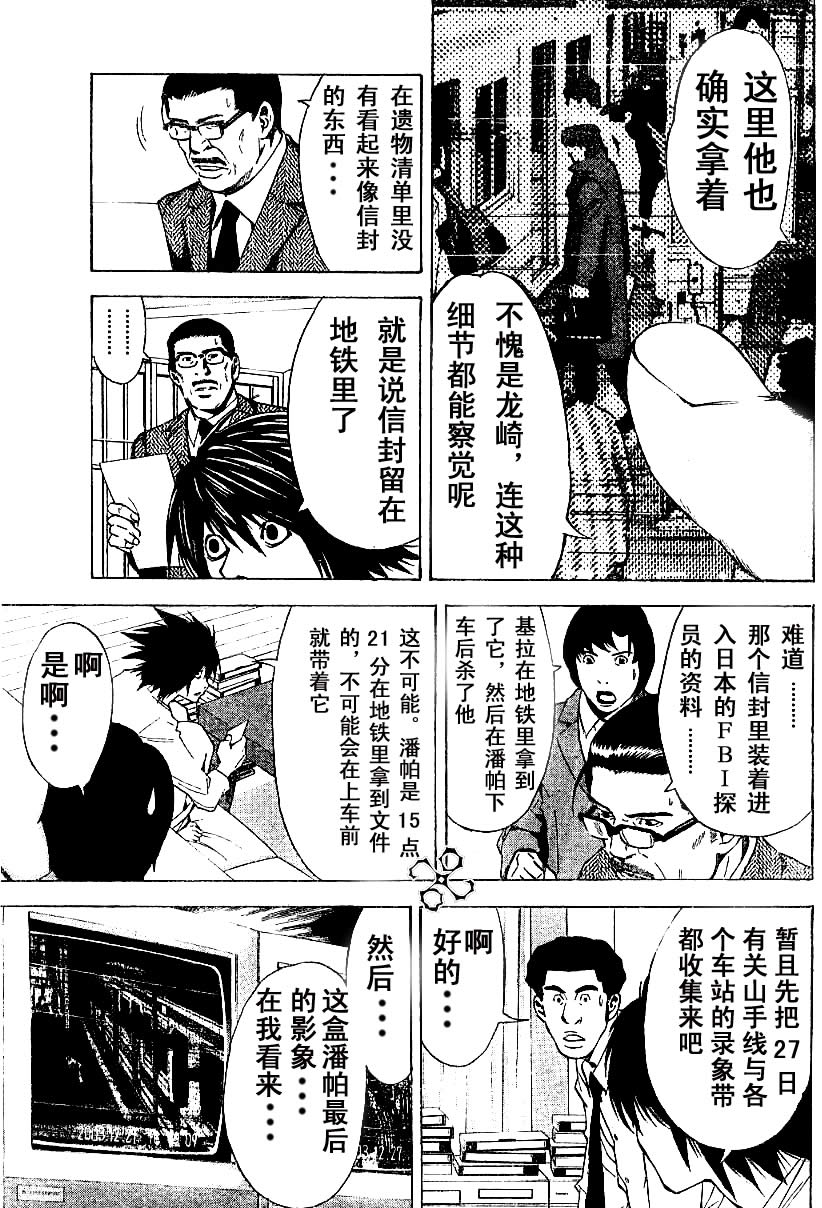 这里他也
确实拿着
不愧是龙崎，连这种
细节都能察觉呢
在遗物清单里没
有看起来像信封
的东西・・・
就是说信封留在
地铁里了
………
难道……
那个信封里装着进
入日本的FBI探
员的资料……
基拉在地铁里拿到
了它，然后在潘帕下
车后杀了他
这不可能。潘帕是15点
21分在地铁里拿到文件
的，不可能会在上车前
就带着它
啊
是啊・・・
暂且先把27日
有关山手线与各
个车站的录象带
都收集来吧
啊
好的・・・
然后・・・
这盒潘帕最后
的影象・・・
在我看来・・・